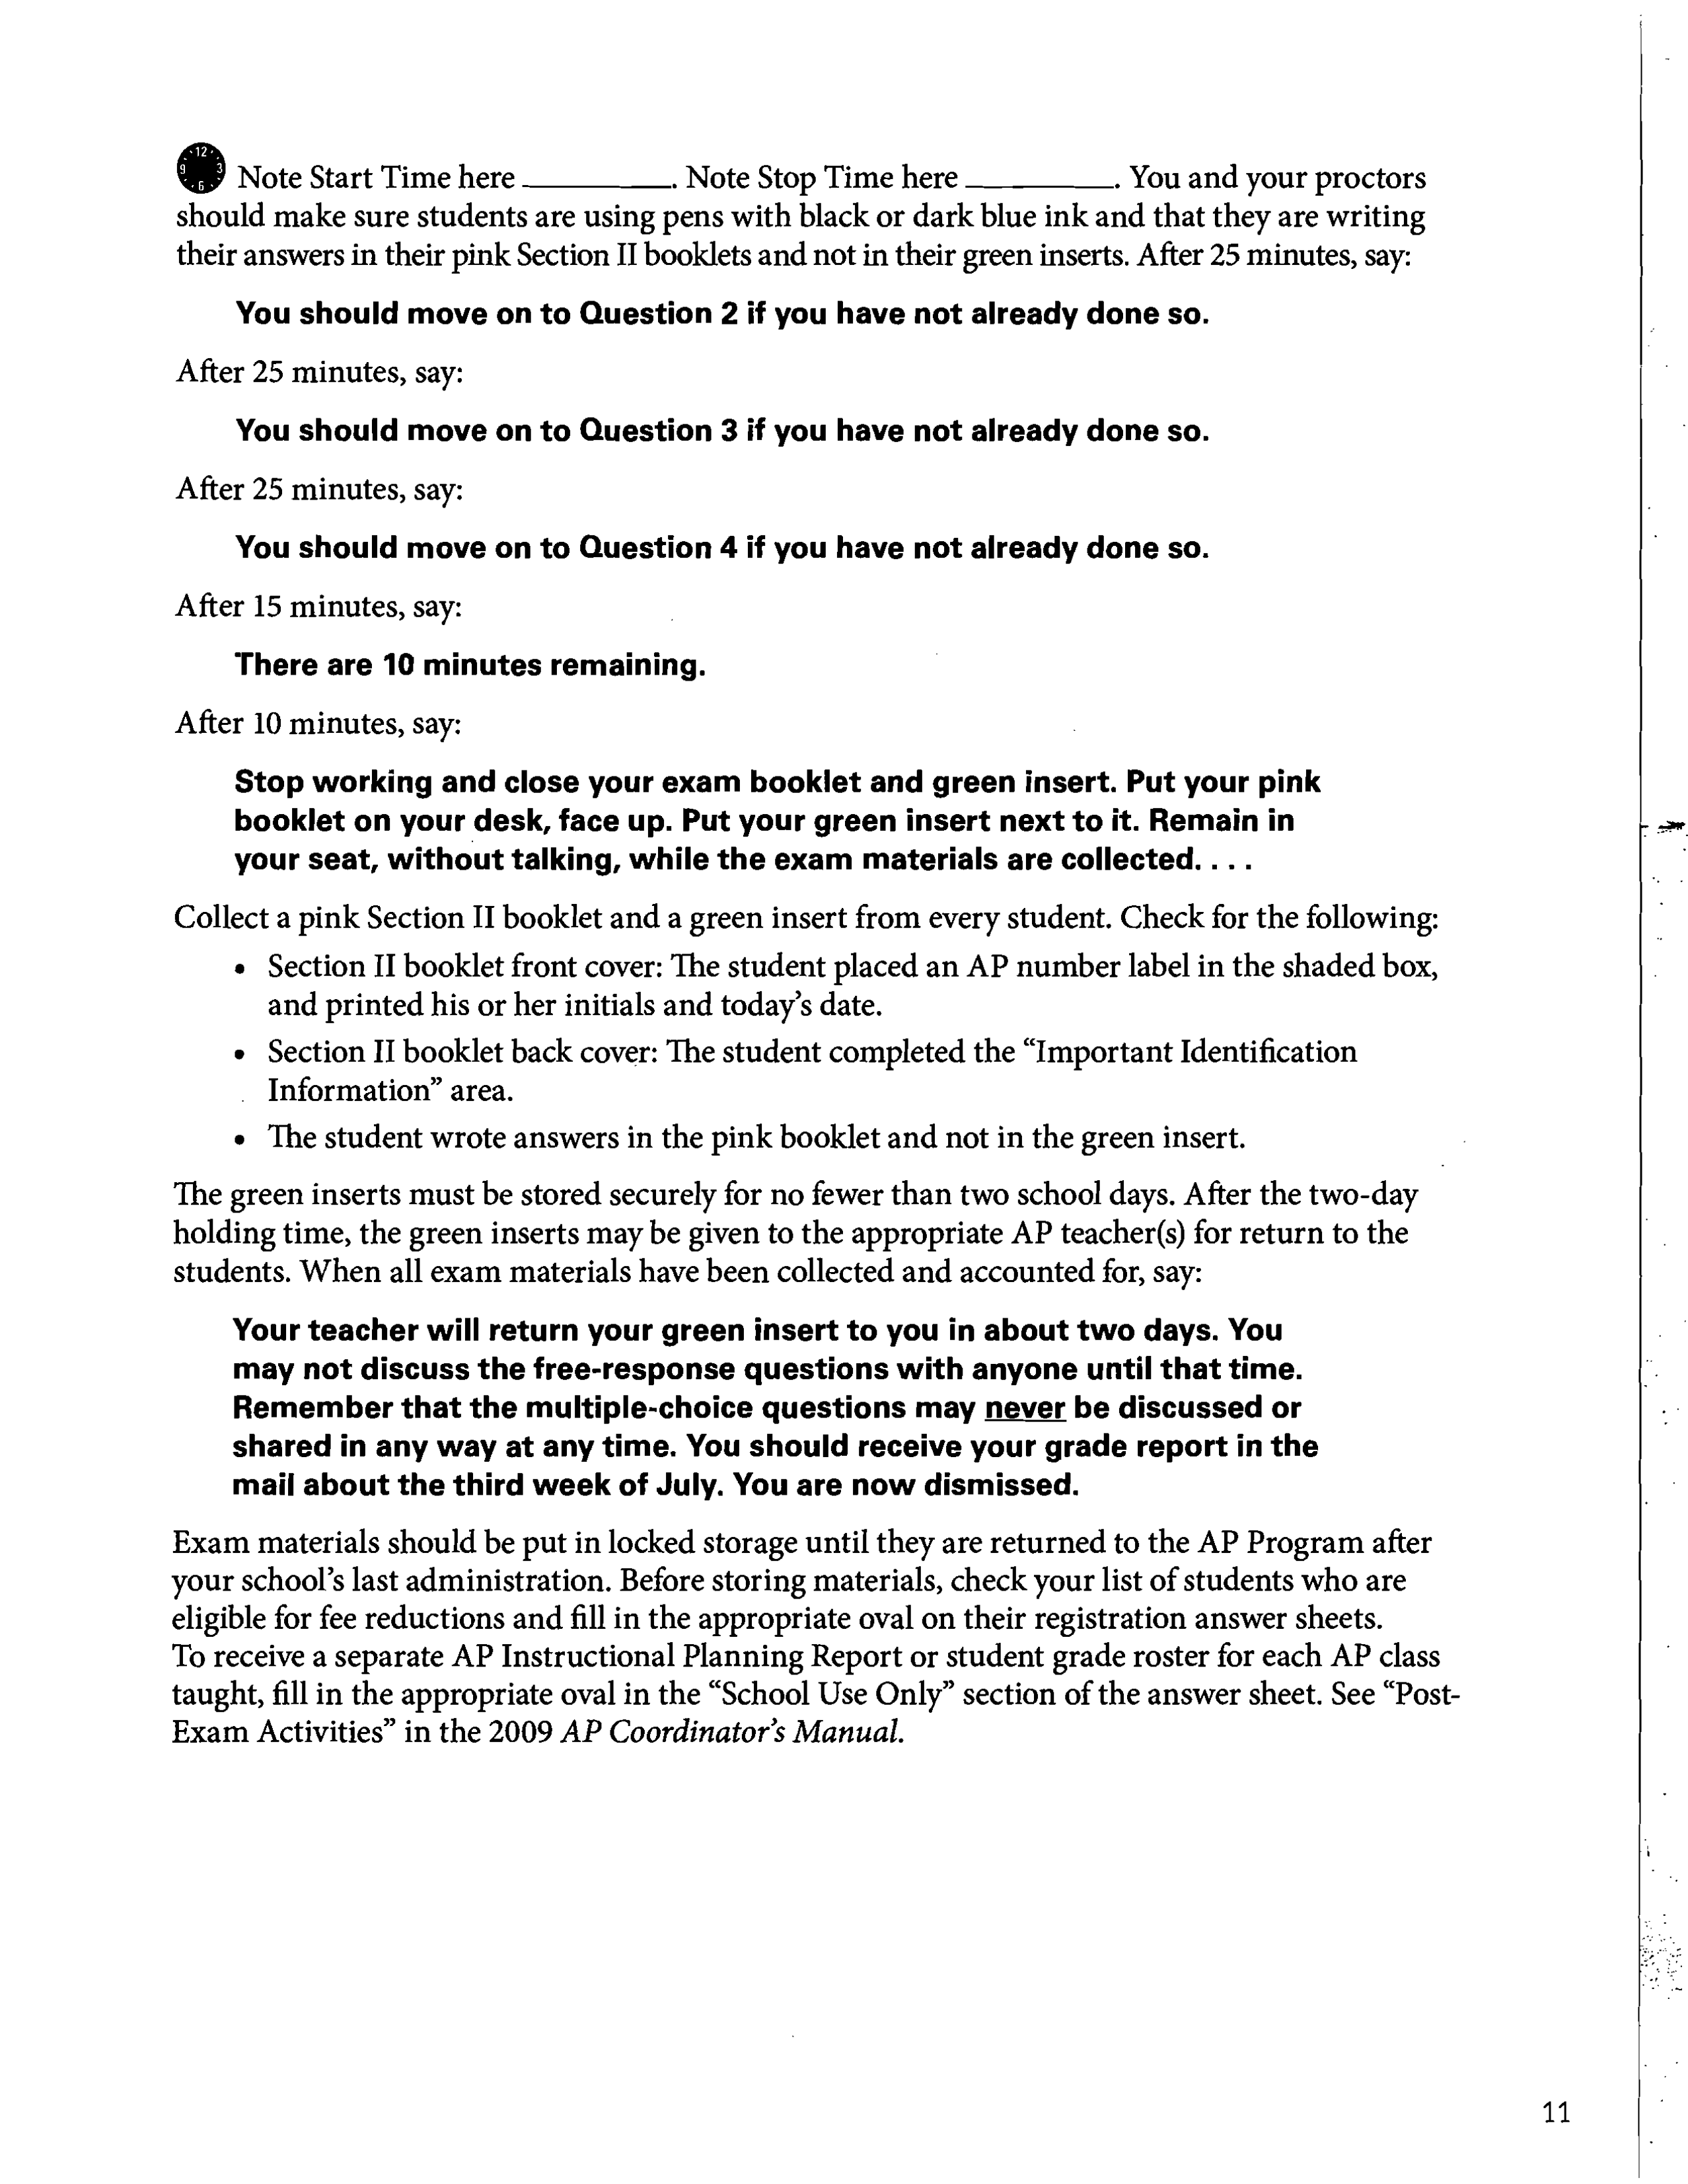 12
9 3
6
Note Start Time here __________. Note Stop Time here __________. You and your proctors
should make sure students are using pens with black or dark blue ink and that they are writing
their answers in their pink Section II booklets and not in their green inserts. After 25 minutes, say:
You should move on to Question 2 if you have not already done so.
After 25 minutes, say:
You should move on to Question 3 if you have not already done so.
After 25 minutes, say:
You should move on to Question 4 if you have not already done so.
After 15 minutes, say:
There are 10 minutes remaining.
After 10 minutes, say:
Stop working and close your exam booklet and green insert. Put your pink
booklet on your desk, face up. Put your green insert next to it. Remain in
your seat, without talking, while the exam materials are collected. . . .
Collect a pink Section II booklet and a green insert from every student. Check for the following:
• Section II booklet front cover: The student placed an AP number label in the shaded box,
and printed his or her initials and today's date.
• Section II booklet back cover: The student completed the “Important Identification
Information” area.
• The student wrote answers in the pink booklet and not in the green insert.
The green inserts must be stored securely for no fewer than two school days. After the two-day
holding time, the green inserts may be given to the appropriate AP teacher(s) for return to the
students. When all exam materials have been collected and accounted for, say:
Your teacher will return your green insert to you in about two days. You
may not discuss the free-response questions with anyone until that time.
Remember that the multiple-choice questions may never be discussed or
shared in any way at any time. You should receive your grade report in the
mail about the third week of July. You are now dismissed.
Exam materials should be put in locked storage until they are returned to the AP Program after
your school's last administration. Before storing materials, check your list of students who are
eligible for fee reductions and fill in the appropriate oval on their registration answer sheets.
To receive a separate AP Instructional Planning Report or student grade roster for each AP class
taught, fill in the appropriate oval in the “School Use Only” section of the answer sheet. See “Post-
Exam Activities” in the 2009 AP Coordinator's Manual.
11